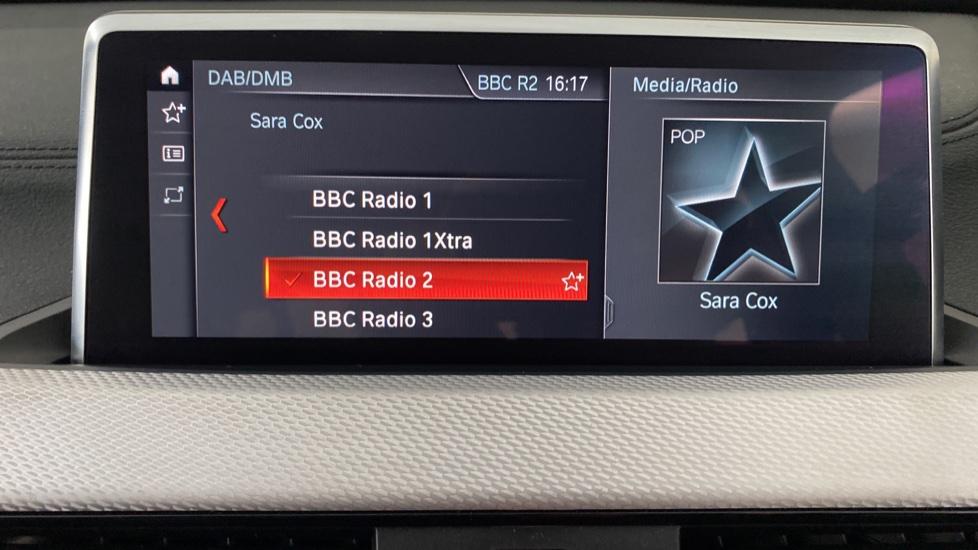 DAB/DMB
BBC R2 16:17
Sara Cox
BBC Radio 1
BBC Radio 1Xtra
BBC Radio 2
BBC Radio 3
Media/Radio
POP
Sara Cox